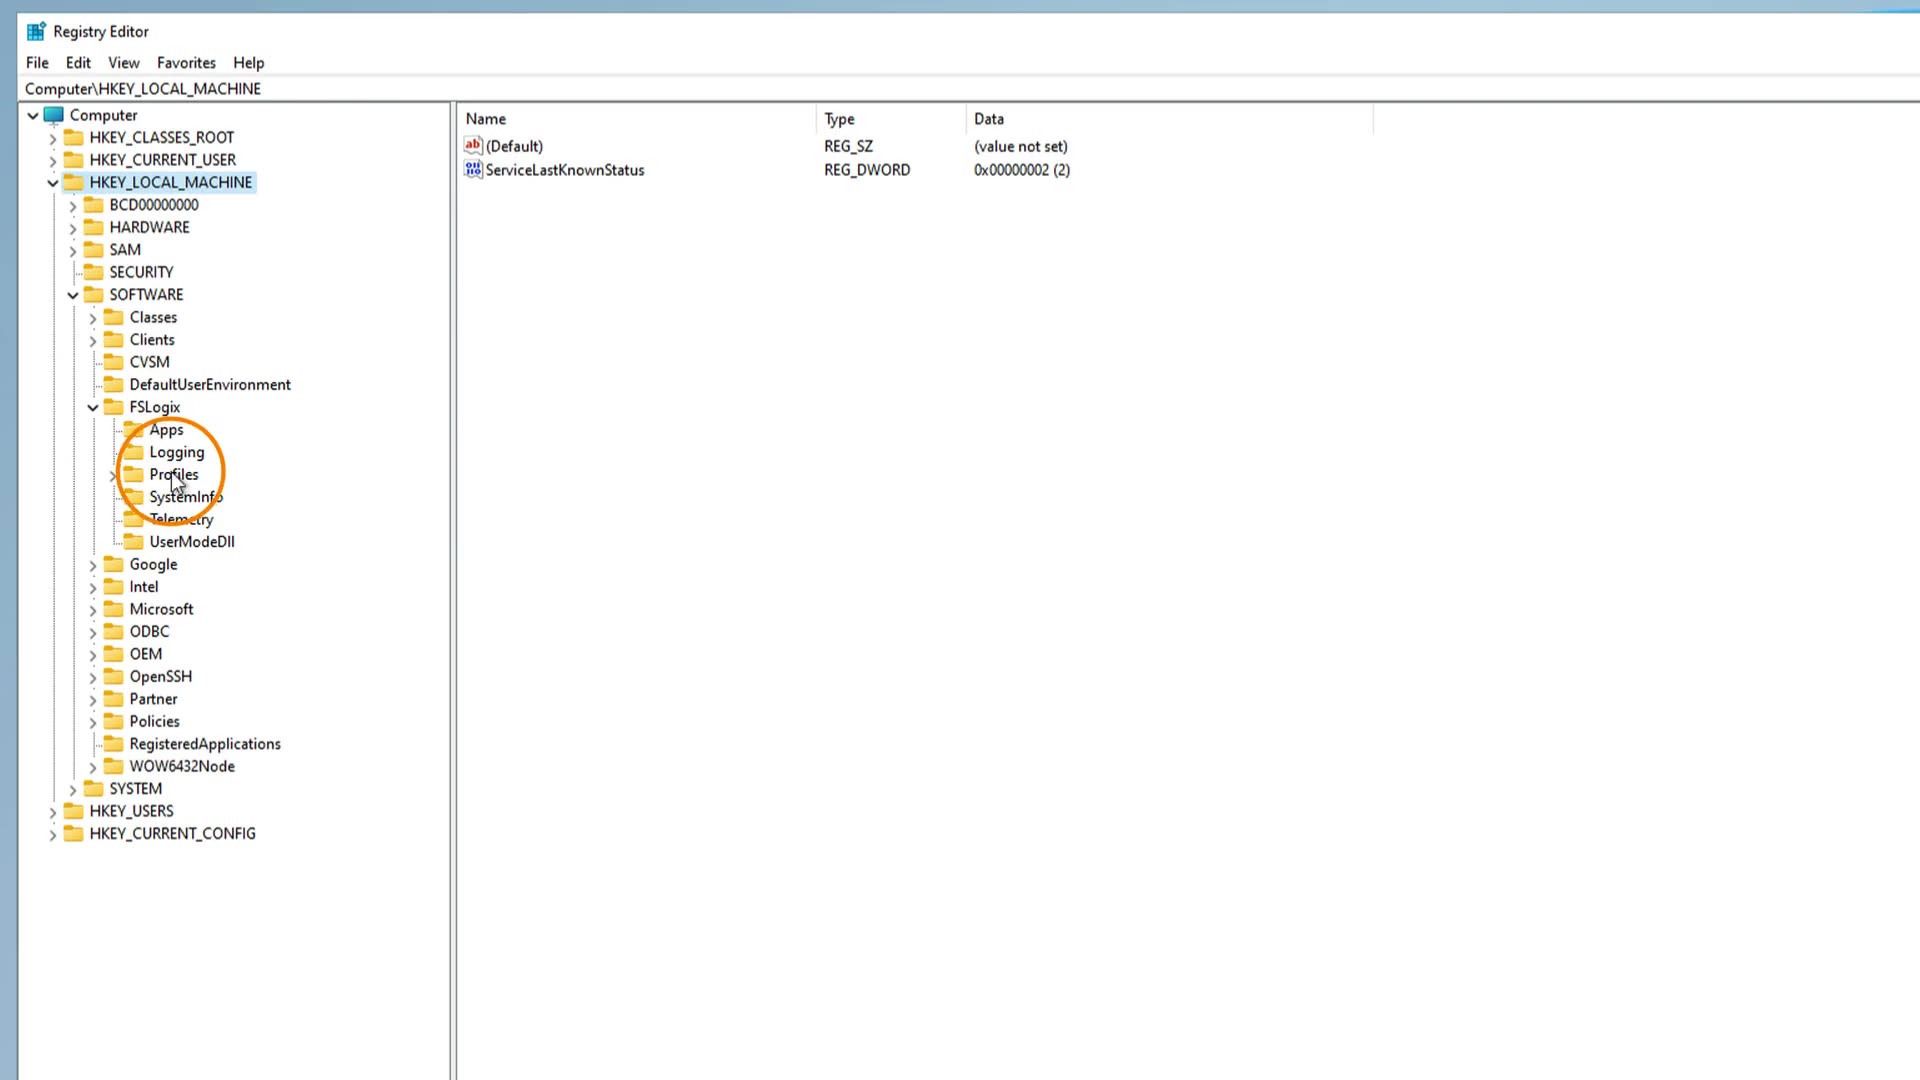 Registry Editor
File Edit View Favorites Help
Computer\HKEY_LOCAL_MACHINE
Computer
HKEY_CLASSES_ROOT
HKEY_CURRENT_USER
HKEY_LOCAL_MACHINE
BCD00000000
HARDWARE
SAM
SECURITY
SOFTWARE
Classes
Clients
CVSM
DefaultUserEnvironment
FSLogix
Apps
Logging
Profiles
SystemInfo
Telemetry
UserModeDll
Google
Intel
Microsoft
ODBC
OEM
OpenSSH
Partner
Policies
RegisteredApplications
WOW6432Node
SYSTEM
HKEY_USERS
HKEY_CURRENT_CONFIG
Name Type Data
(Default) REG_SZ (value not set)
ServiceLastKnownStatus REG_DWORD 0x00000002 (2)